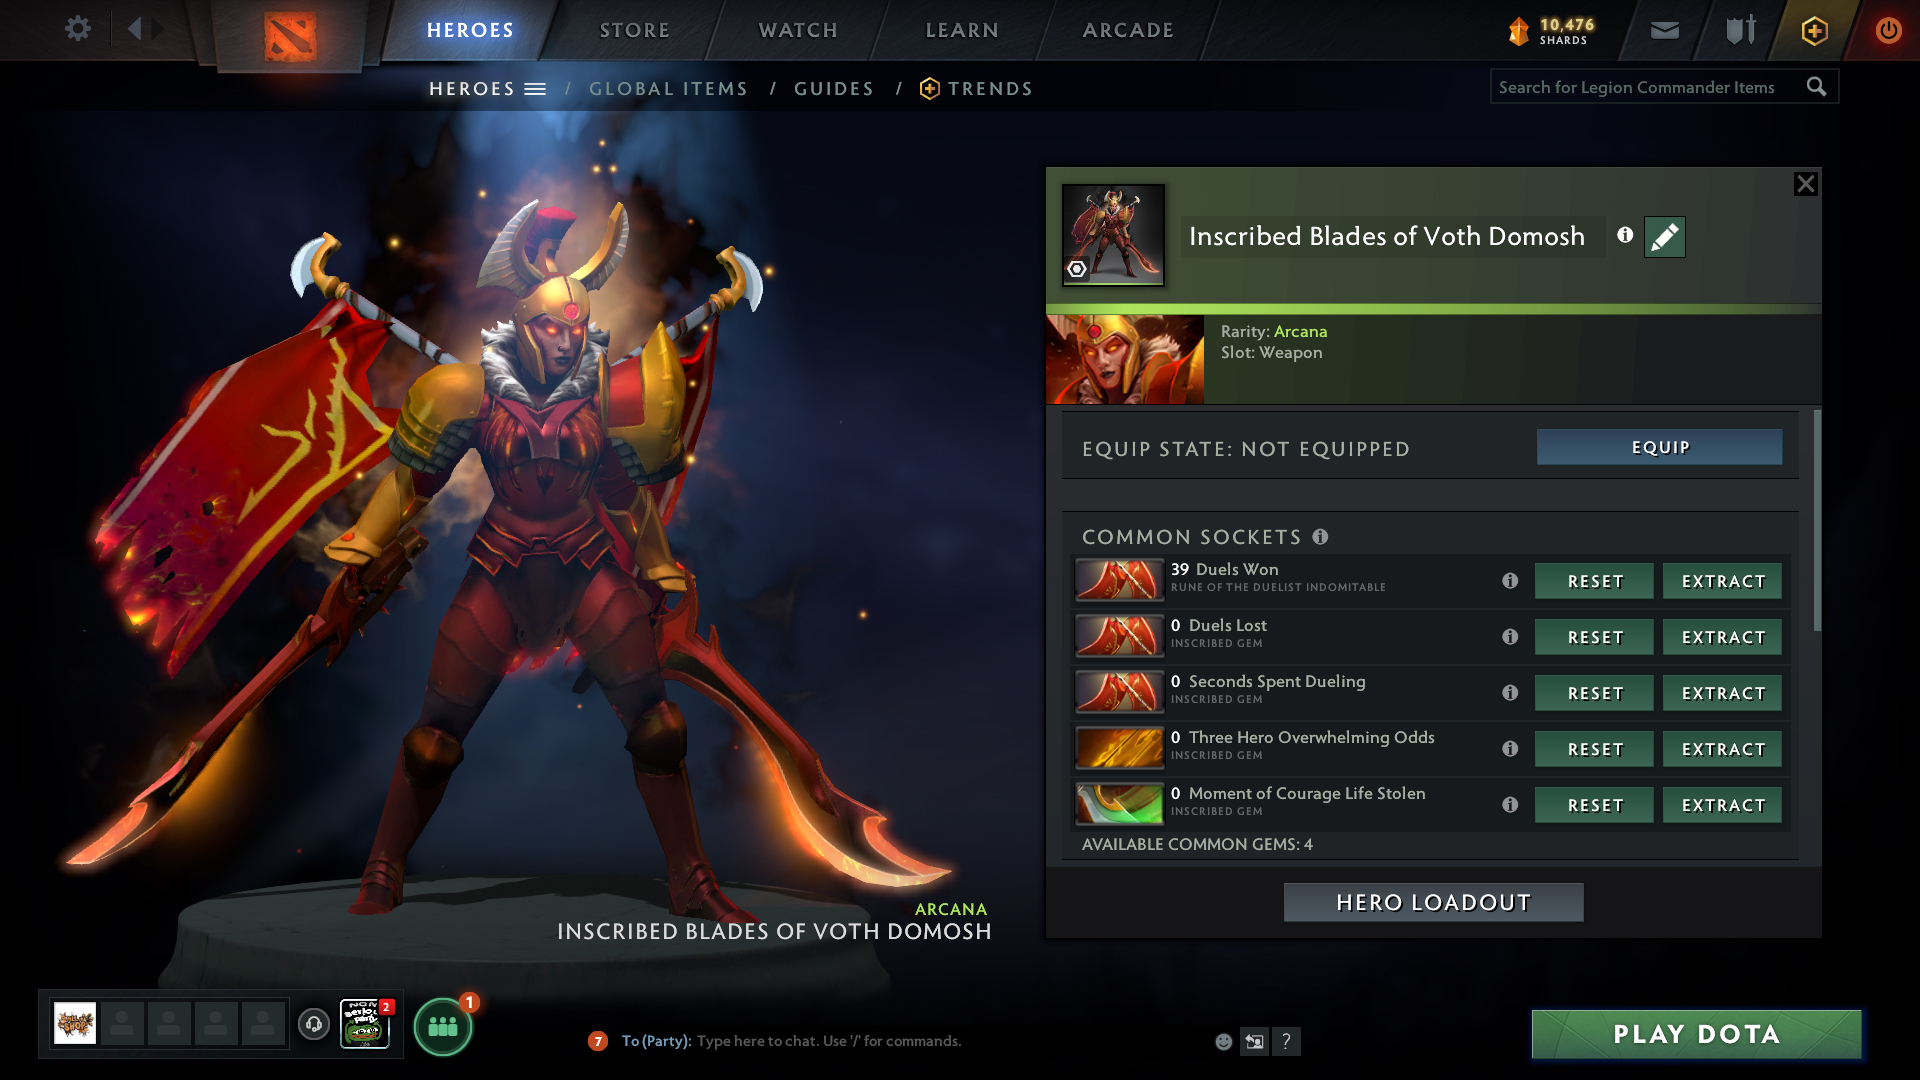 HEROES
STORE
WATCH
LEARN
ARCADE
10,476
SHARDS
HEROES / GLOBAL ITEMS / GUIDES / TRENDS
Search for Legion Commander Items
Inscribed Blades of Voth Domosh
Rarity: Arcana
Slot: Weapon
EQUIP STATE: NOT EQUIPPED
EQUIP
COMMON SOCKETS
39 Duels Won
RUNE OF THE DUELIST INDOMITABLE
RESET
EXTRACT
0 Duels Lost
INSCRIBED GEM
RESET
EXTRACT
0 Seconds Spent Dueling
INSCRIBED GEM
RESET
EXTRACT
0 Three Hero Overwhelming Odds
INSCRIBED GEM
RESET
EXTRACT
0 Moment of Courage Life Stolen
INSCRIBED GEM
RESET
EXTRACT
AVAILABLE COMMON GEMS: 4
HERO LOADOUT
ARCANA
INSCRIBED BLADES OF VOTH DOMOSH
2
1
7
To (Party): Type here to chat. Use '/' for commands.
?
PLAY DOTA